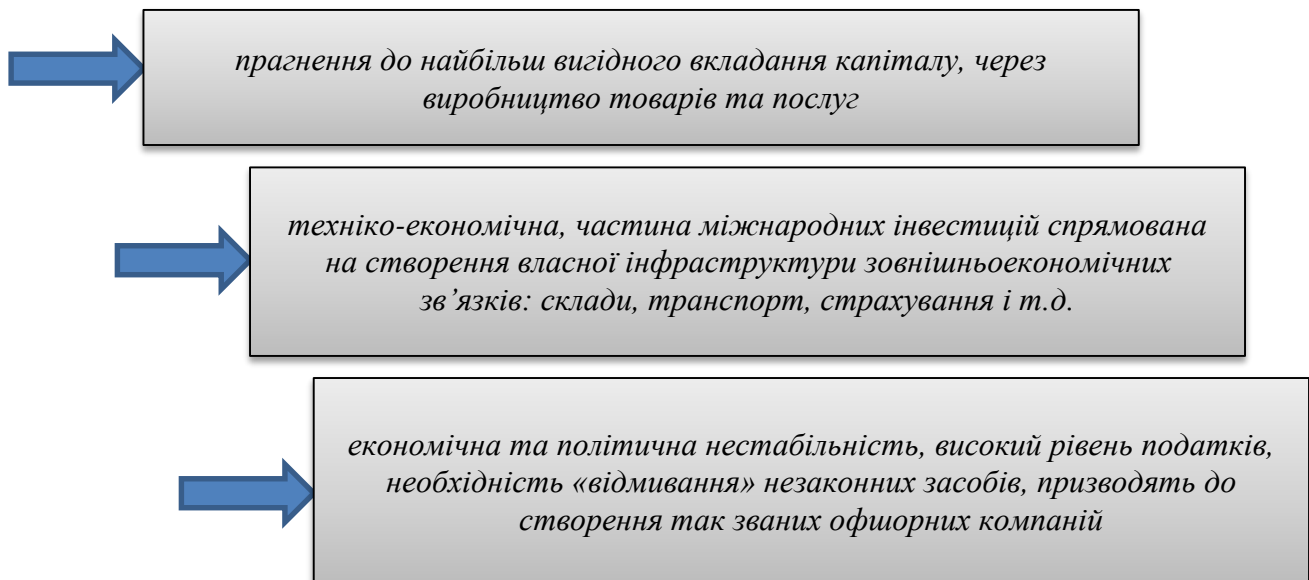 прагнення до найбільш вигідного вкладання капіталу, через
виробництво товарів та послуг
техніко-економічна, частина міжнародних інвестицій спрямована
на створення власної інфраструктури зовнішньоекономічних
зв’язків: склади, транспорт, страхування і т.д.
економічна та політична нестабільність, високий рівень податків,
необхідність «відмивання» незаконних засобів, призводять до
створення так званих офшорних компаній